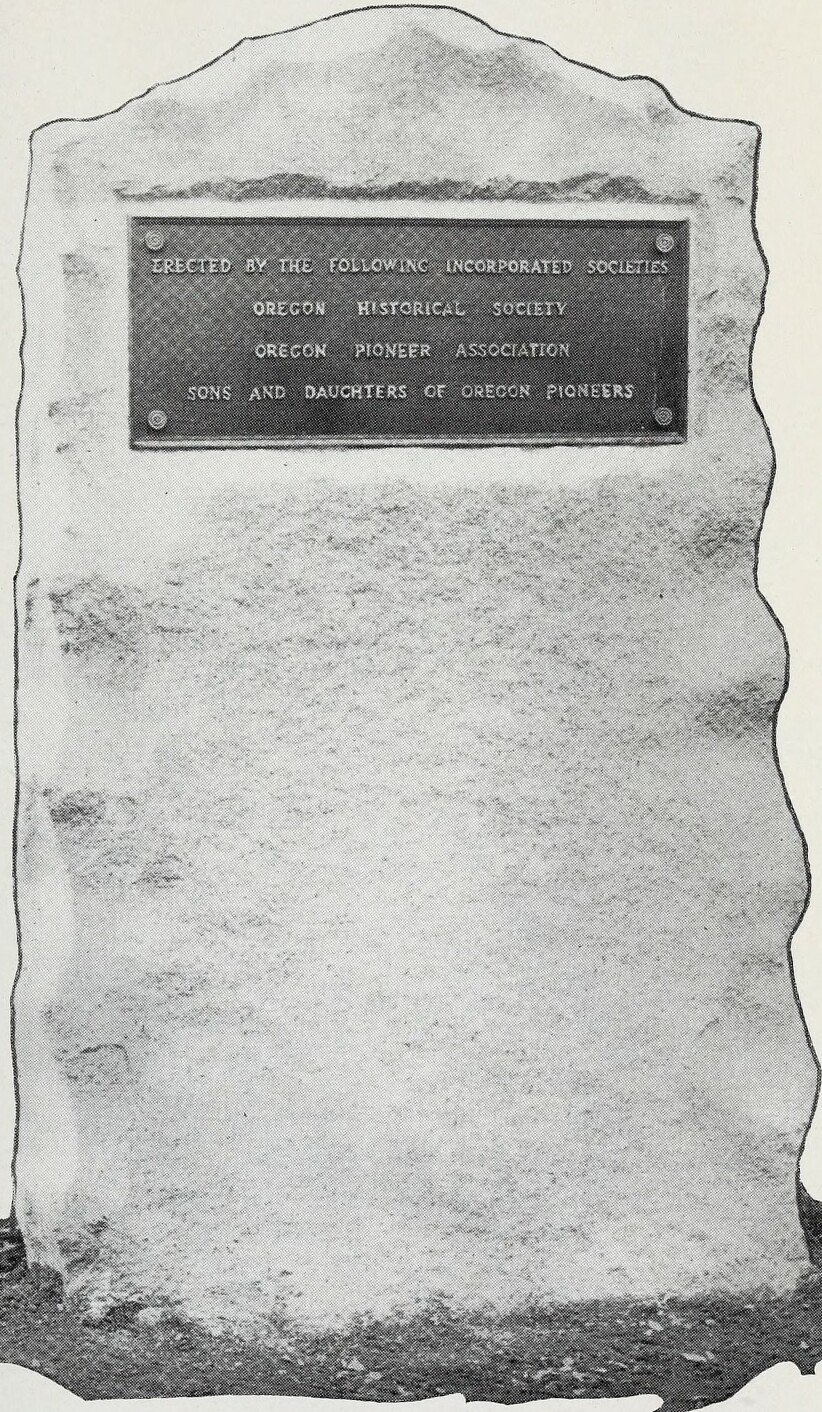 ERECTED BY THE FOLLOWING INCORPORATED SOCIETIES
OREGON HISTORICAL SOCIETY
OREGON PIONEER ASSOCIATION
SONS AND DAUGHTERS OF OREGON PIONEERS